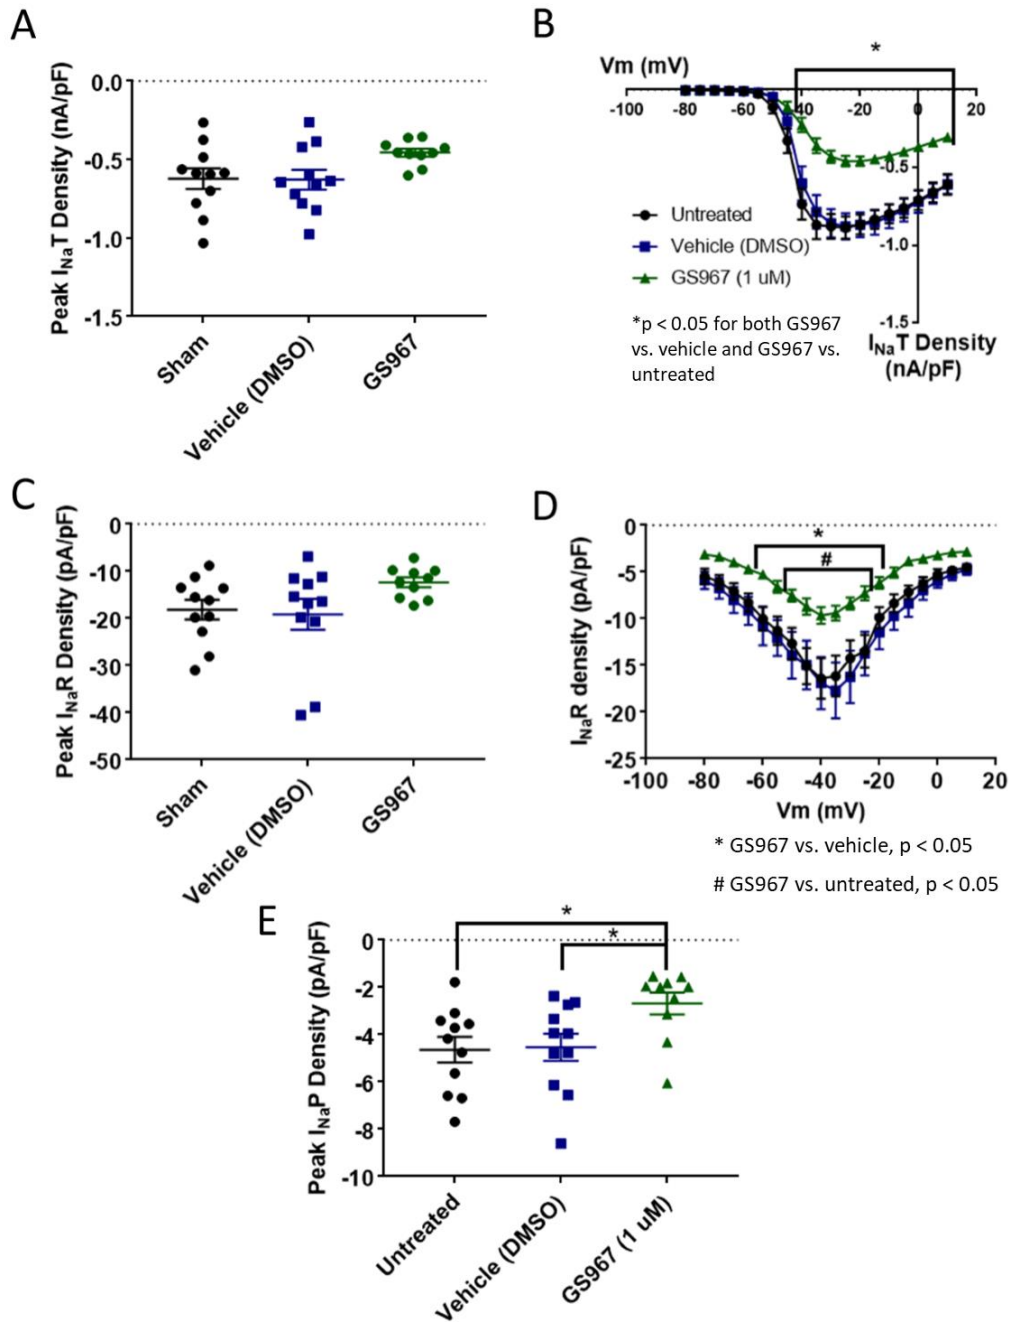 A
Peak INaT Density (nA/pF)
0.0
-0.5
-1.0
-1.5
Sham
Vehicle (DMSO)
GS967
B
Vm (mV)
*
-100
-80
-60
-40
-20
0
20
-0.5
-1.0
-1.5
Untreated
Vehicle (DMSO)
GS967 (1 uM)
*p < 0.05 for both GS967
vs. vehicle and GS967 vs.
untreated
INaT Density
(nA/pF)
C
Peak INaR Density (pA/pF)
0
-10
-20
-30
-40
-50
Sham
Vehicle (DMSO)
GS967
D
INaR density (pA/pF)
0
-5
-10
-15
-20
-25
*
#
-100
-80
-60
-40
-20
0
20
Vm (mV)
* GS967 vs. vehicle, p < 0.05
# GS967 vs. untreated, p < 0.05
E
Peak INaP Density (pA/pF)
0
-2
-4
-6
-8
-10
*
*
Untreated
Vehicle (DMSO)
GS967 (1 uM)